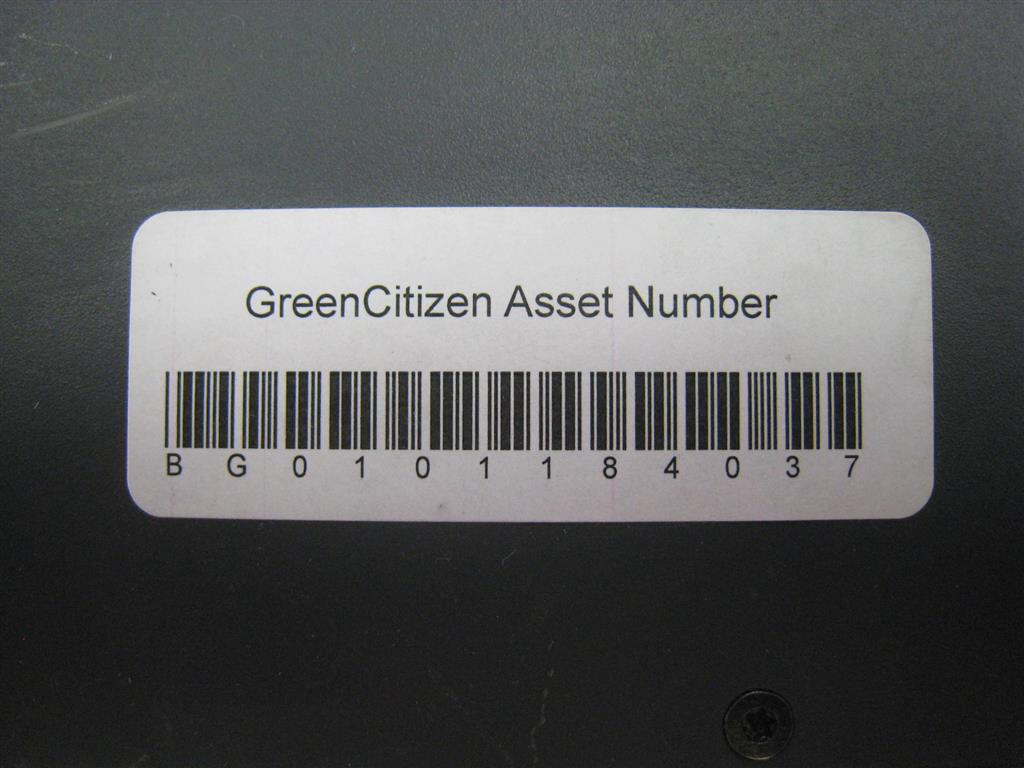 GreenCitizen Asset Number
B G 0 1 0 1 1 8 4 0 3 7